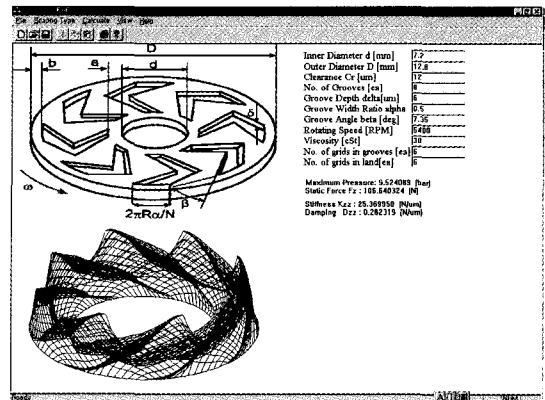 File Bearing Type Calculate View Help
D
b a d
δ
ω
β
2πRα/N
Inner Diameter d [mm] 7.2
Outer Diameter D [mm] 12.8
Clearance Cr [um] 12
No. of Grooves [ea] 8
Groove Depth delta[um] 6
Groove Width Ratio alpha 0.5
Groove Angle beta [deg] 7.35
Rotating Speed [RPM] 5400
Viscosity [cSt] 30
No. of grids in grooves [ea] 6
No. of grids in land[ea] 6
Maximum Pressure: 9.524089 [bar]
Static Force Fz : 106.640324 [N]
Stiffness Kzz : 25.369950 [N/um]
Damping Dzz : 0.282319 [N/um]
Ready
NUM